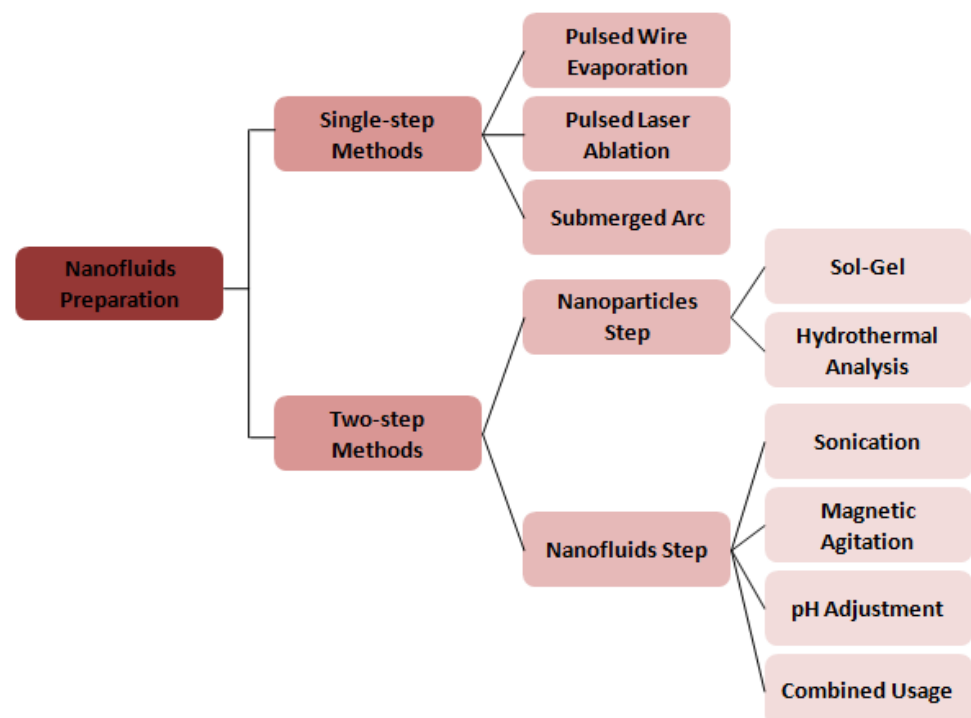 Nanofluids
Preparation
Single-step
Methods
Pulsed Wire
Evaporation
Pulsed Laser
Ablation
Submerged Arc
Two-step
Methods
Nanoparticles
Step
Sol-Gel
Hydrothermal
Analysis
Nanofluids Step
Sonication
Magnetic
Agitation
pH Adjustment
Combined Usage